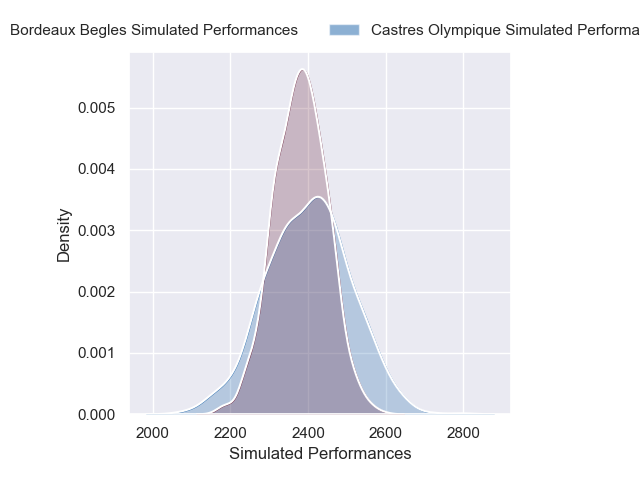 Bordeaux Begles Simulated Performances
Castres Olympique Simulated Performa
0.005
0.004
0.003
0.002
0.001
0.000
Density
2000 2200 2400 2600 2800
Simulated Performances